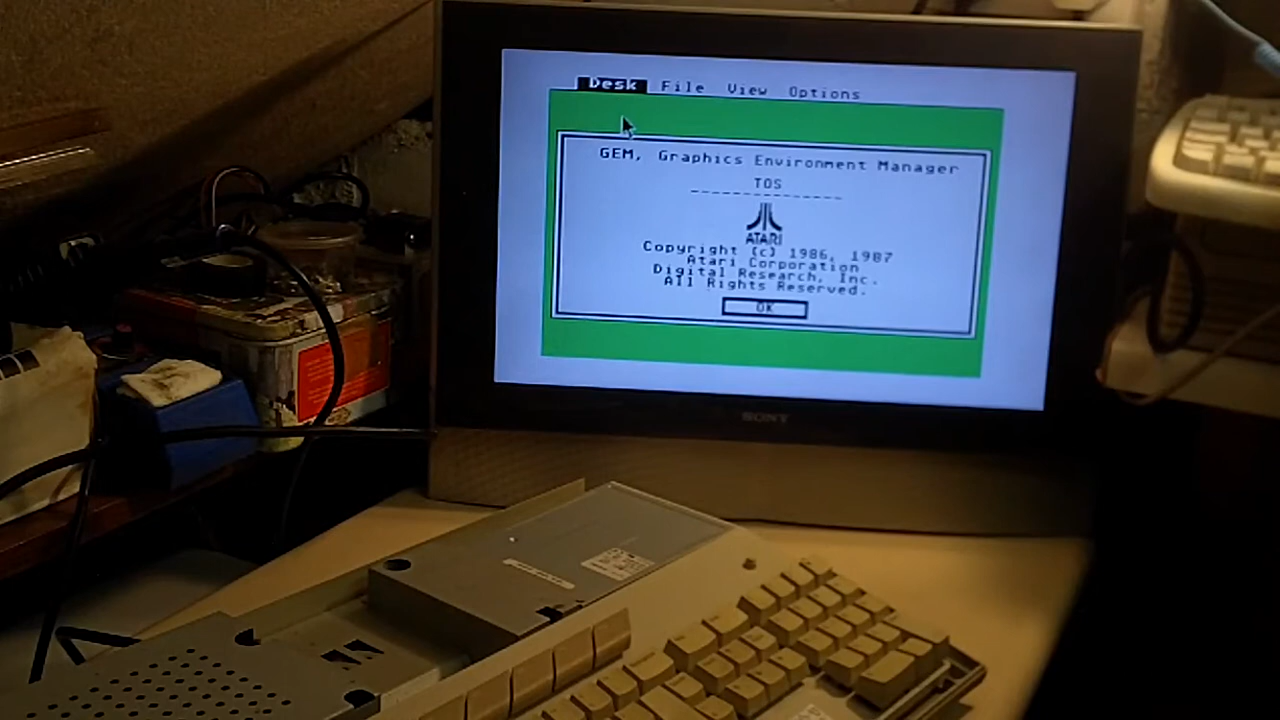 Desk File View Options
GEM, Graphics Environment Manager
TOS
ATARI
Copyright (c) 1986, 1987
Atari Corporation
Digital Research, Inc.
All Rights Reserved.
OK
SONY